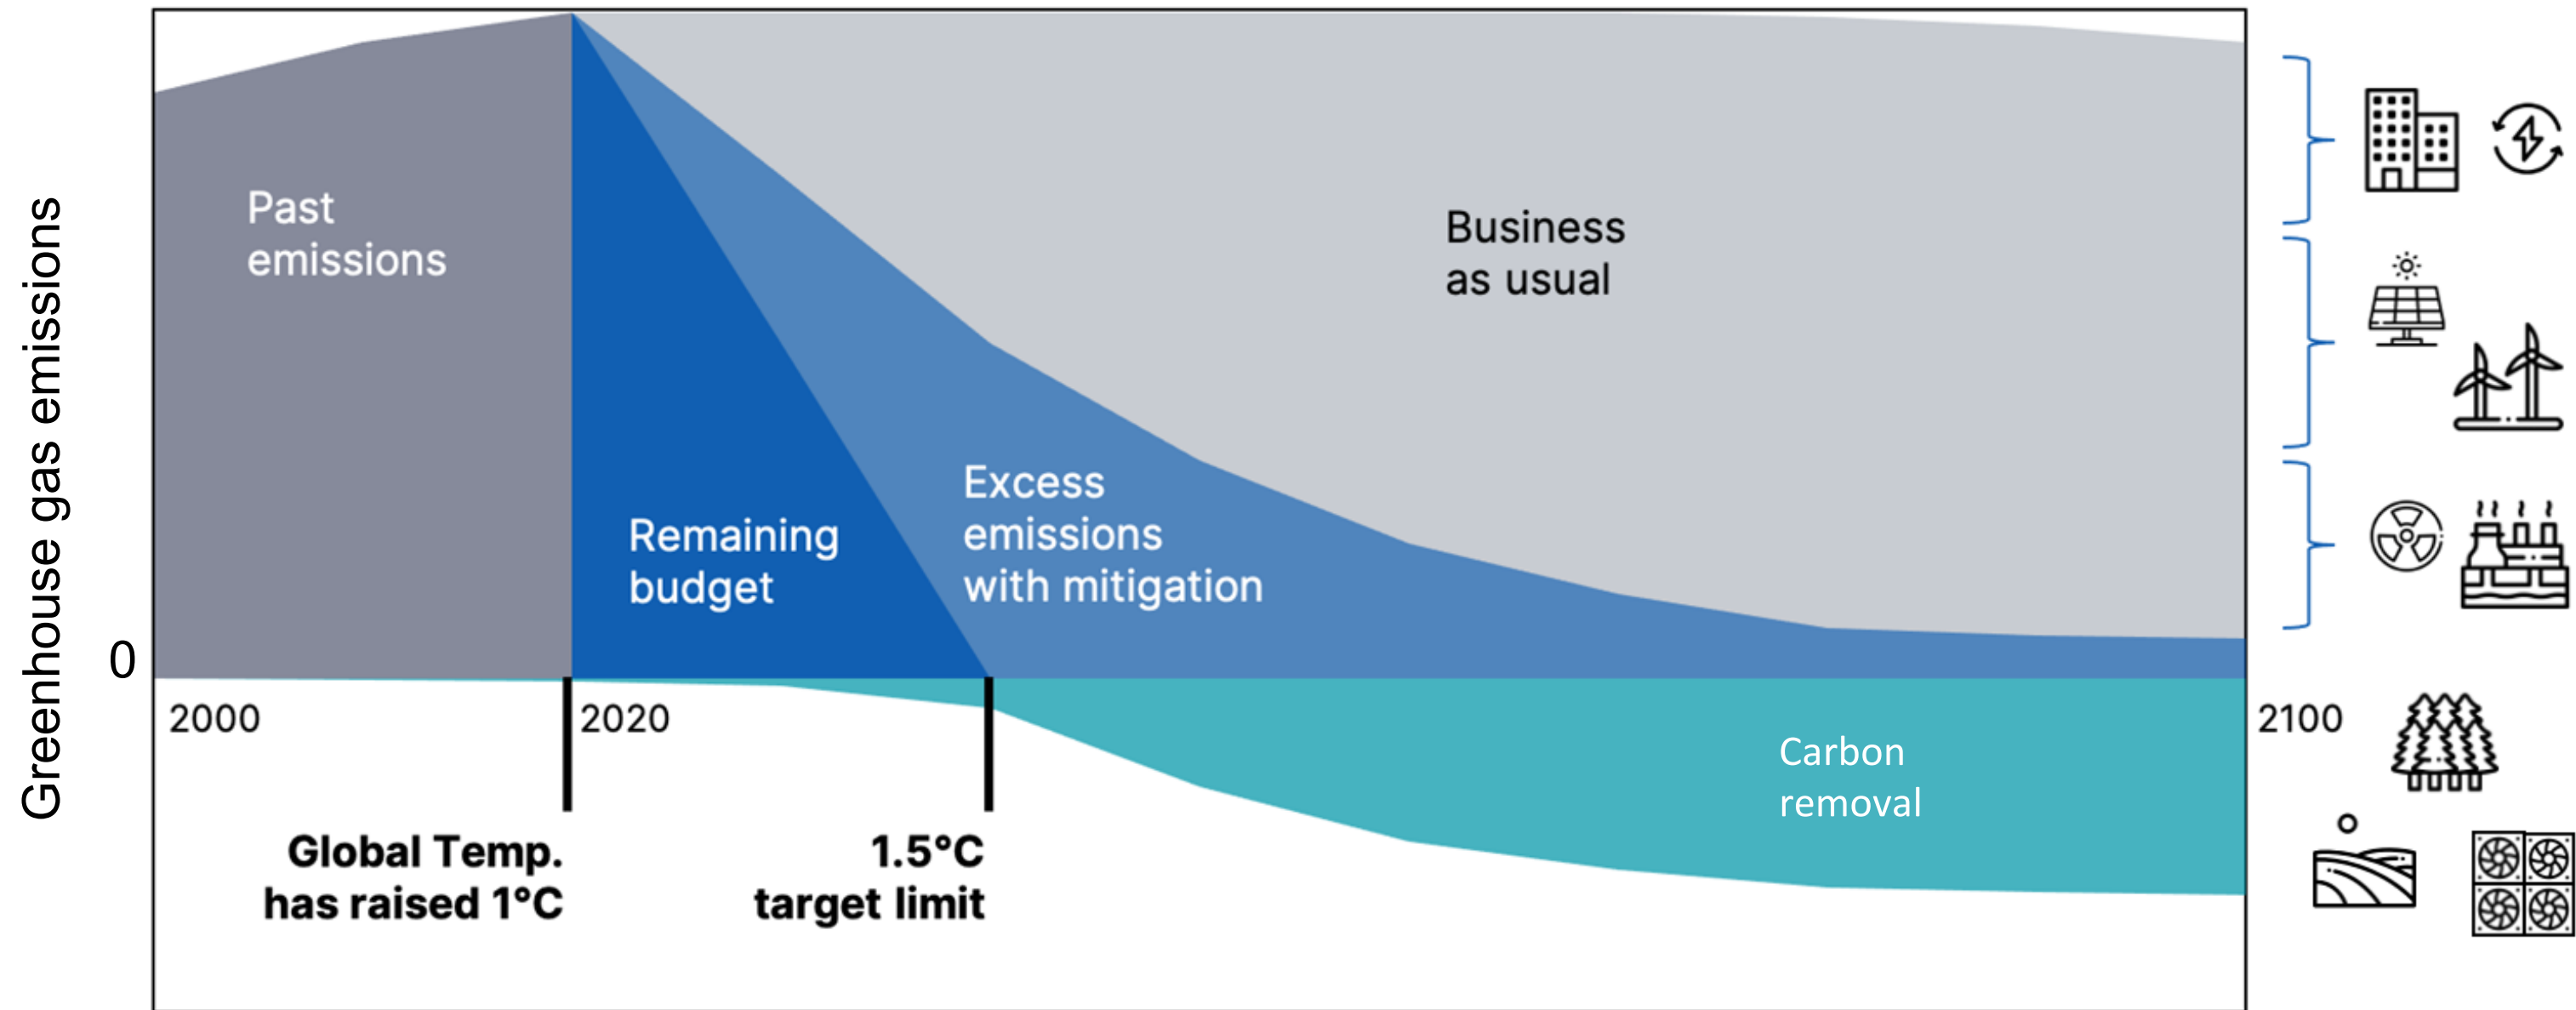 Greenhouse gas emissions
Past
emissions
Business
as usual
Excess
emissions
with mitigation
Remaining
budget
0
2000
2020
2100
Carbon
removal
Global Temp.
has raised 1°C
1.5°C
target limit